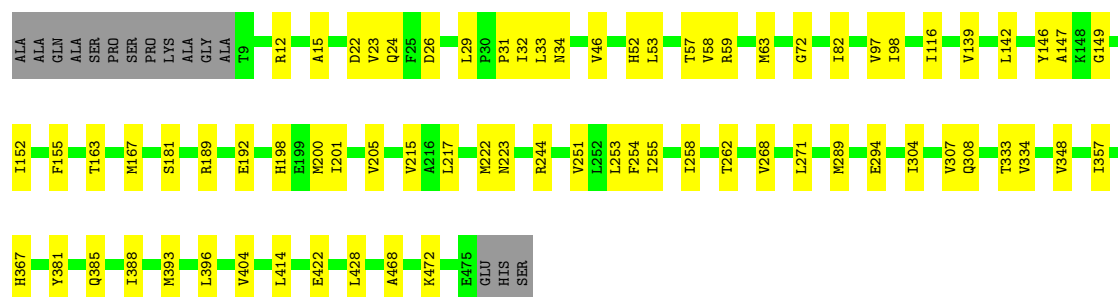 ALA ALA GLN ALA SER PRO PRO SER LYS ALA GLY ALA T9 R12 A15 D22 V23 Q24 F25 D26 L29 P30 P31 I32 L33 N34 V46 H52 L53 T57 V58 R59 M63 G72 I82 V97 I98 I116 V139 L142 Y146 A147 K148 G149
I152 F155 T163 M167 S181 R189 E192 H198 E199 M200 I201 V205 V215 A216 L217 M222 N223 R244 V251 L252 L253 F254 I255 I258 T262 V268 L271 M289 E294 I304 V307 Q308 T333 V334 V348 I357
H367 Y381 Q385 I388 M393 L396 V404 L414 E422 L428 A468 K472 E475 GLU HIS SER